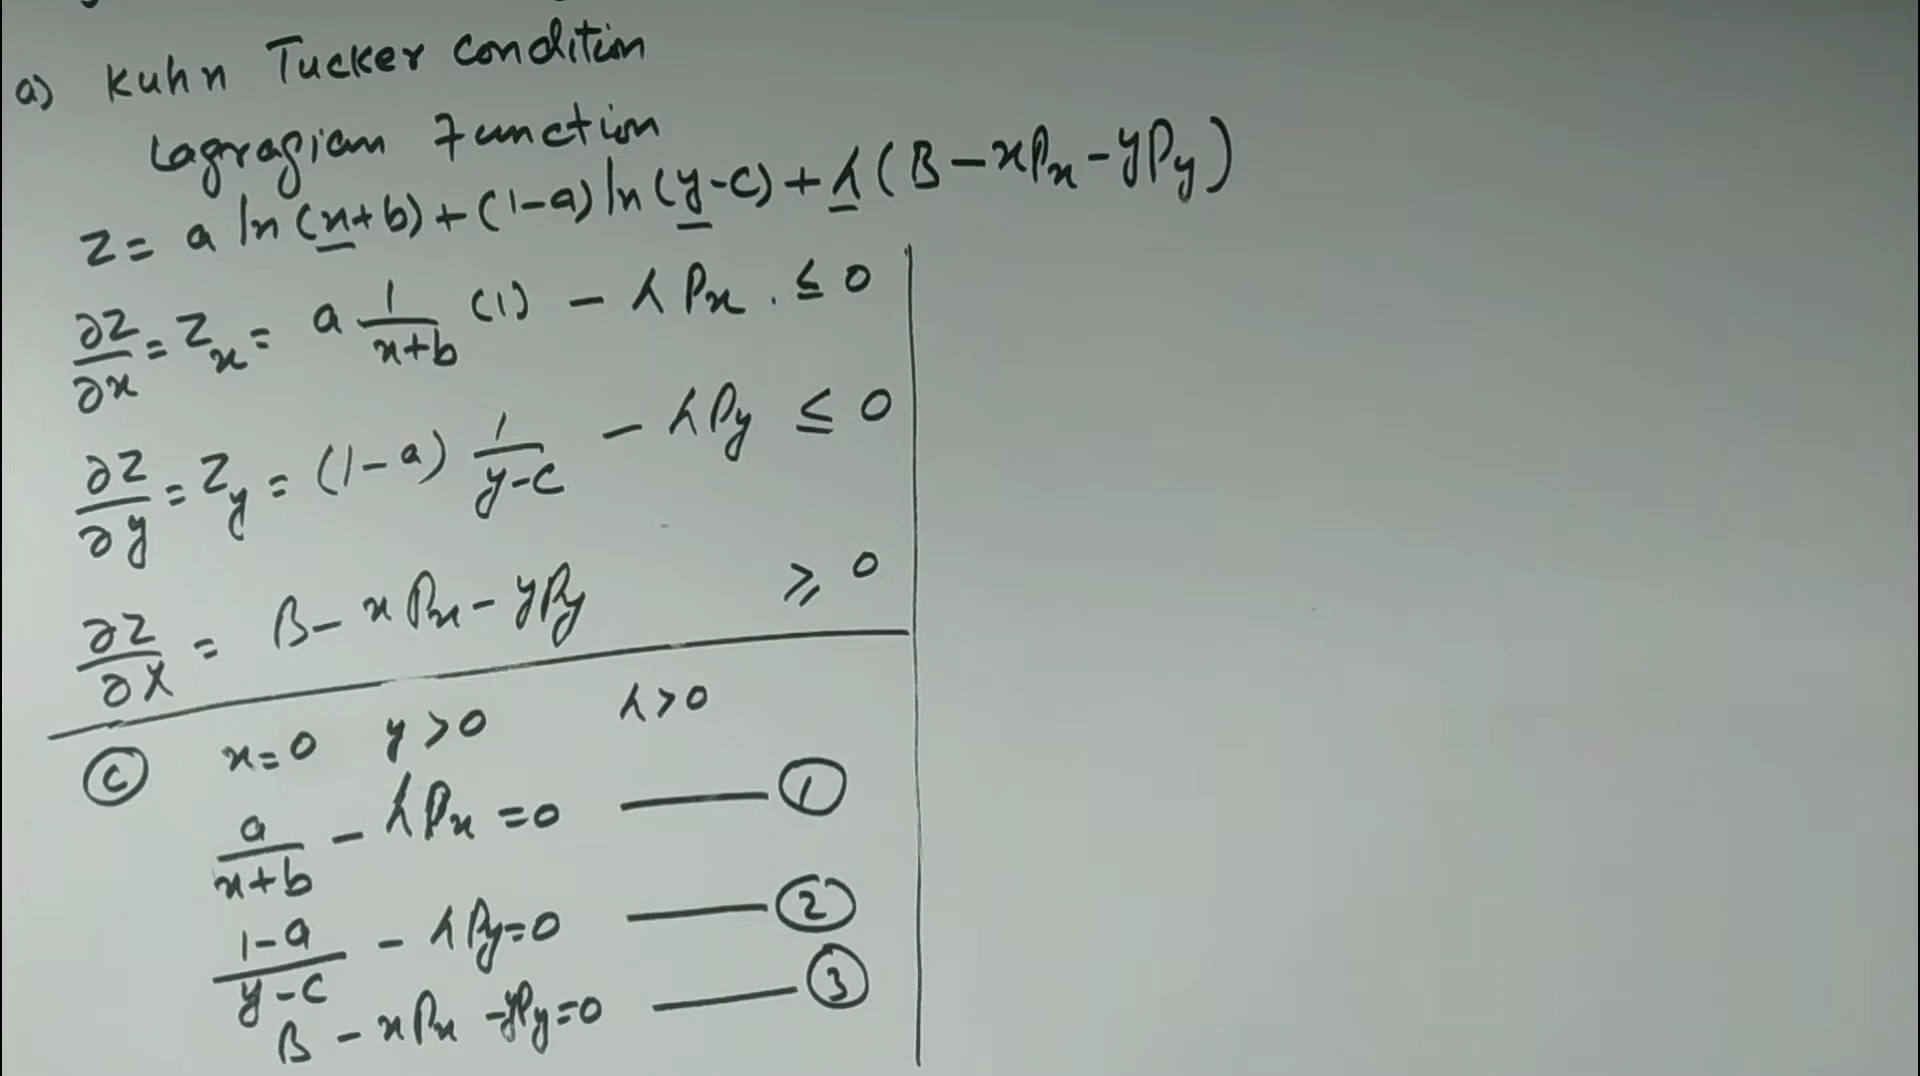 a) Kuhn Tucker condition
Lagragian Function
Z = a ln (x+b) + (1-a) ln (y-c) + λ (B - xPx - yPy)
∂Z/∂x = Zx = a 1/x+b (1) - λ Px . ≤ 0
∂Z/∂y = Zy = (1-a) 1/y-c - λPy ≤ 0
∂Z/∂λ = B - xPx - yPy ≥ 0
(c) x=0 y>0 λ>0
a/x+b - λPx = 0 —— (1)
1-a/y-c - λPy=0 —— (2)
B - xPx - yPy=0 —— (3)